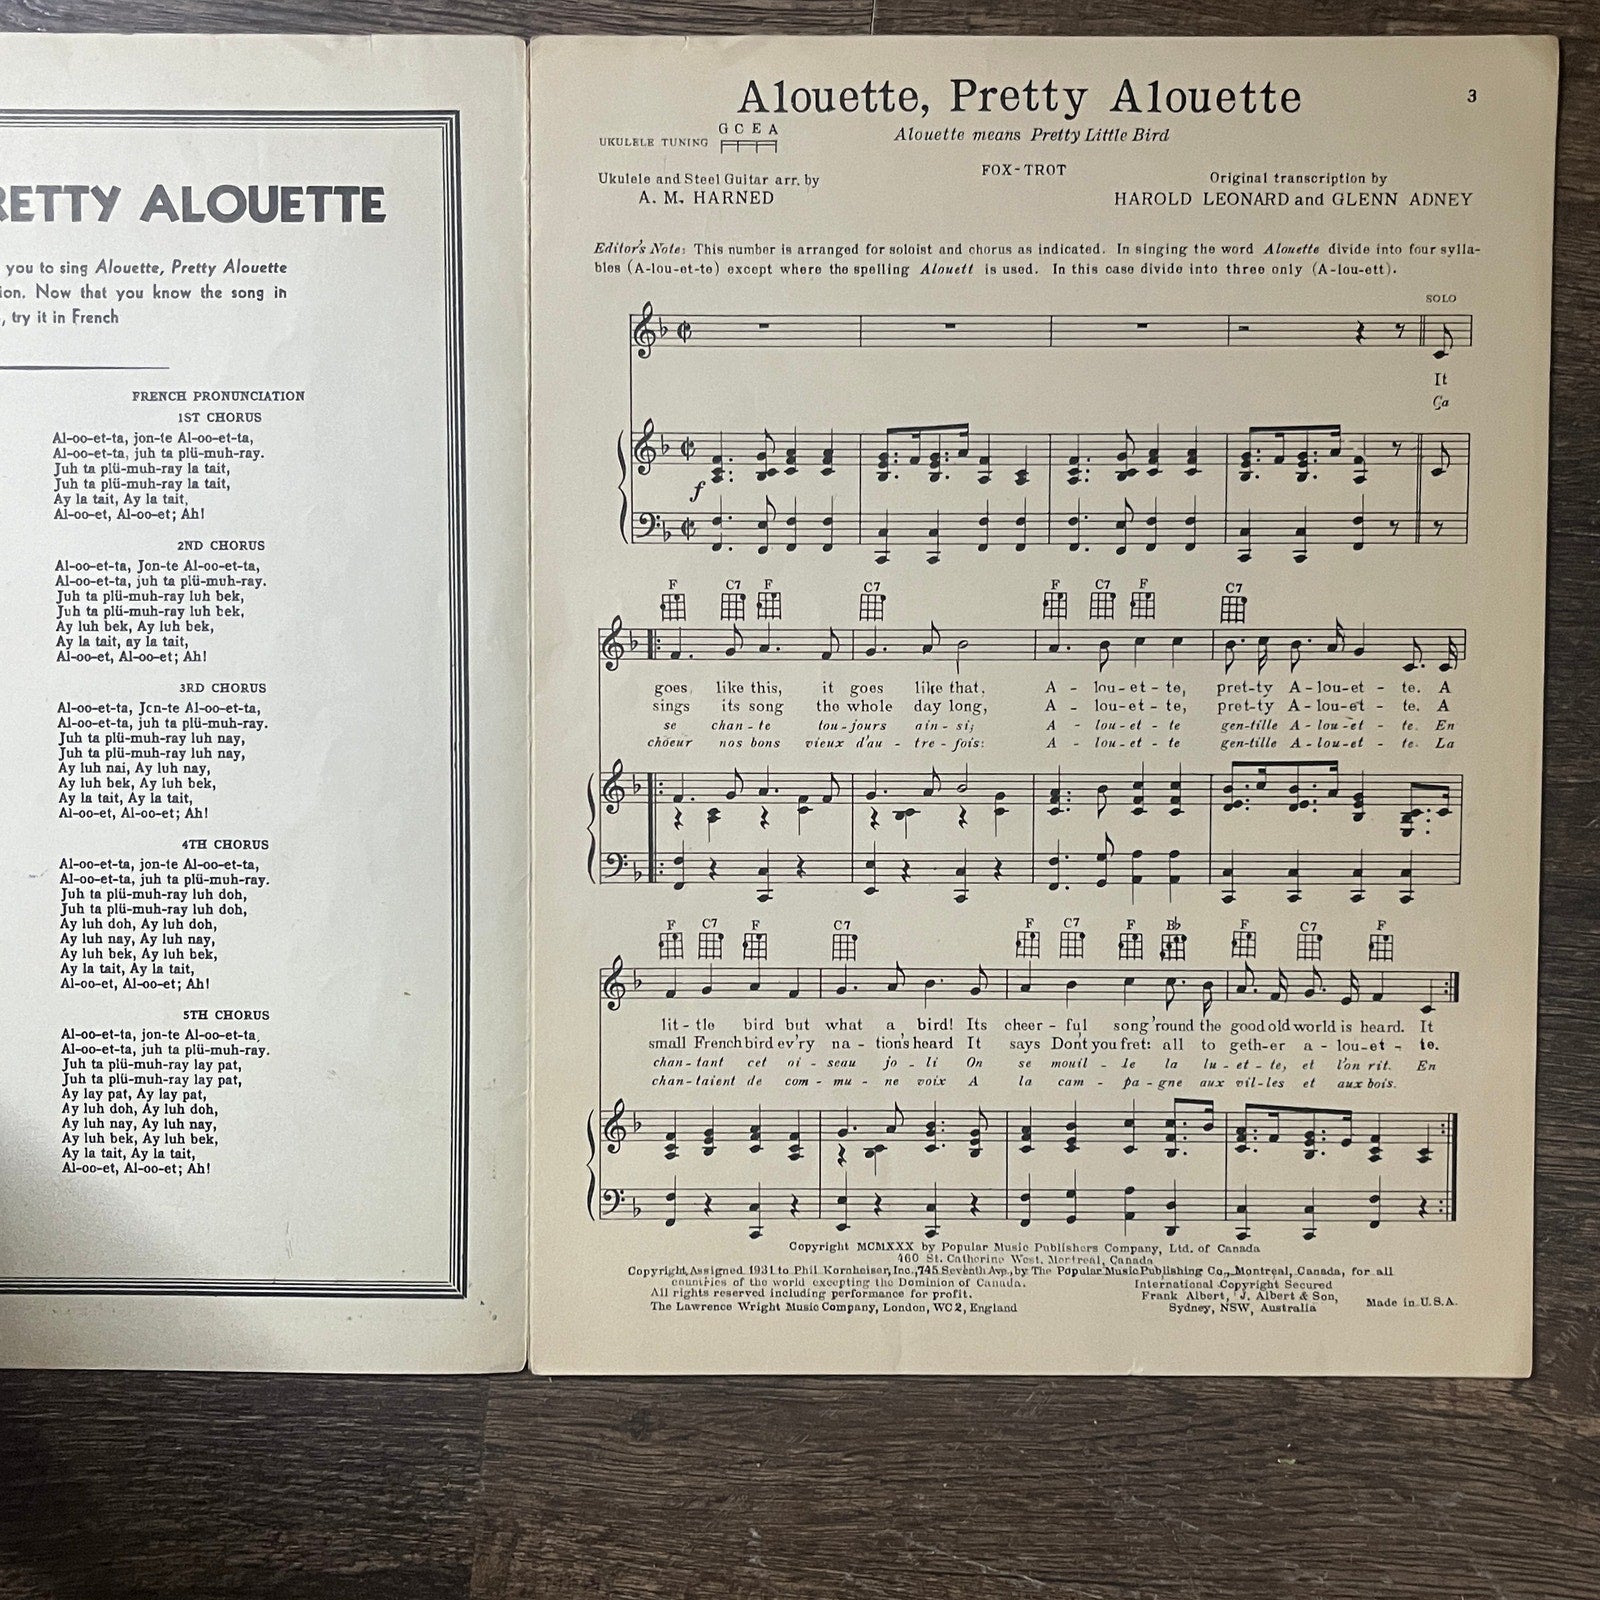 RETTY ALOUETTE
you to sing Alouette, Pretty Alouette
ion. Now that you know the song in
, try it in French
FRENCH PRONUNCIATION
1ST CHORUS
Al-oo-et-ta, jon-te Al-oo-et-ta,
Al-oo-et-ta, juh ta plü-muh-ray.
Juh ta plü-muh-ray la tait,
Juh ta plü-muh-ray la tait,
Ay la tait, Ay la tait,
Al-oo-et, Al-oo-et; Ah!
2ND CHORUS
Al-oo-et-ta, Jon-te Al-oo-et-ta,
Al-oo-et-ta, juh ta plü-muh-ray.
Juh ta plü-muh-ray luh bek,
Juh ta plü-muh-ray luh bek,
Ay luh bek, Ay luh bek,
Ay la tait, ay la tait,
Al-oo-et, Al-oo-et; Ah!
3RD CHORUS
Al-oo-et-ta, Jen-te Al-oo-et-ta,
Al-oo-et-ta, juh ta plü-muh-ray.
Juh ta plü-muh-ray luh nay,
Juh ta plü-muh-ray luh nay,
Ay luh nai, Ay luh nay,
Ay luh bek, Ay luh bek,
Ay la tait, Ay la tait,
Al-oo-et, Al-oo-et; Ah!
4TH CHORUS
Al-oo-et-ta, jon-te Al-oo-et-ta,
Al-oo-et-ta, juh ta plü-muh-ray.
Juh ta plü-muh-ray luh doh,
Juh ta plü-muh-ray luh doh,
Ay luh doh, Ay luh doh,
Ay luh nay, Ay luh nay,
Ay luh bek, Ay luh bek,
Ay la tait, Ay la tait,
Al-oo-et, Al-oo-et; Ah!
5TH CHORUS
Al-oo-et-ta, jon-te Al-oo-et-ta,
Al-oo-et-ta, juh ta plü-muh-ray.
Juh ta plü-muh-ray lay pat,
Juh ta plü-muh-ray lay pat,
Ay lay pat, Ay lay pat,
Ay luh doh, Ay luh doh,
Ay luh nay, Ay luh nay,
Ay luh bek, Ay luh bek,
Ay la tait, Ay la tait,
Al-oo-et, Al-oo-et; Ah!
Alouette, Pretty Alouette
3
UKULELE TUNING G C E A
Alouette means Pretty Little Bird
FOX-TROT
Ukulele and Steel Guitar arr. by
A. M. HARNED
Original transcription by
HAROLD LEONARD and GLENN ADNEY
Editor's Note: This number is arranged for soloist and chorus as indicated. In singing the word Alouette divide into four sylla-
bles (A-lou-et-te) except where the spelling Alouett is used. In this case divide into three only (A-lou-ett).
SOLO
It
Ça
f
F C7 F C7 F C7 F C7
goes like this, it goes like that. A - lou-et-te, pret-ty A-lou-et - te. A
sings its song the whole day long, A - lou-et-te, pret-ty A-lou-et - te. A
se chan-te tou-jours ain-si; A - lou-et-te gen-tille A-lou-et - te. En
choeur nos bons vieux d'au - tre-fois: A - lou-et-te gen-tille A-lou-et - te. La
F C7 F C7 F C7 F B♭ F C7 F
lit-tle bird but what a bird! Its cheer-ful song 'round the good old world is heard. It
small French bird ev'ry na-tion's heard It says Don't you fret: all to geth-er a-lou-et - te.
chan-tant cet oi-seau jo-li On se mouil - le la lu-et-te, et l'on rit. En
chan-taient de com-mu-ne voix A la cam - pa-gne aux vil-les et aux bois.
Copyright MCMXXX by Popular Music Publishers Company, Ltd. of Canada
460 St. Catherine West, Montreal, Canada
Copyright, Assigned 1931 to Phil Kornheiser, Inc., 745 Seventh Ave., by The Popular Music Publishing Co., Montreal, Canada, for all
countries of the world excepting the Dominion of Canada.
All rights reserved including performance for profit.
The Lawrence Wright Music Company, London, WC2, England
International Copyright Secured
Frank Albert, J. Albert & Son,
Sydney, NSW, Australia
Made in U.S.A.